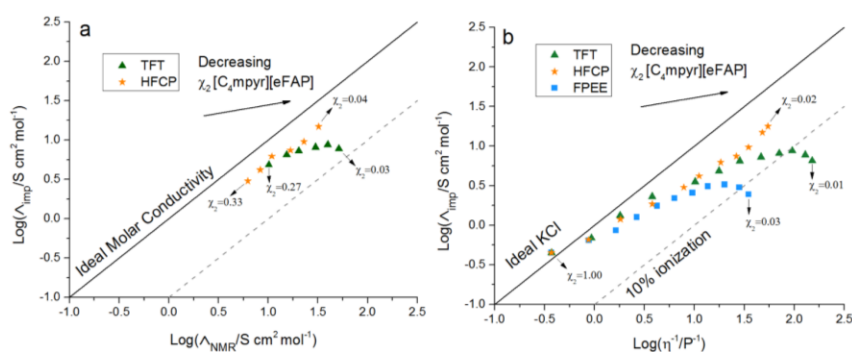 a
TFT
HFCP
Decreasing
χ₂ [C₄mpyr][eFAP]
χ₂=0.04
χ₂=0.03
χ₂=0.27
χ₂=0.33
Ideal Molar Conductivity
2.5
2.0
1.5
1.0
0.5
0.0
-0.5
-1.0
-1.0 -0.5 0.0 0.5 1.0 1.5 2.0 2.5
Log(Λimp/S cm² mol⁻¹)
Log(ΛNMR/S cm² mol⁻¹)
b
TFT
HFCP
FPEE
Decreasing
χ₂ [C₄mpyr][eFAP]
χ₂=0.02
χ₂=0.01
χ₂=0.03
χ₂=1.00
Ideal KCl
10% ionization
2.5
2.0
1.5
1.0
0.5
0.0
-0.5
-1.0
-1.0 -0.5 0.0 0.5 1.0 1.5 2.0 2.5
Log(Λimp/S cm² mol⁻¹)
Log(η⁻¹/P⁻¹)